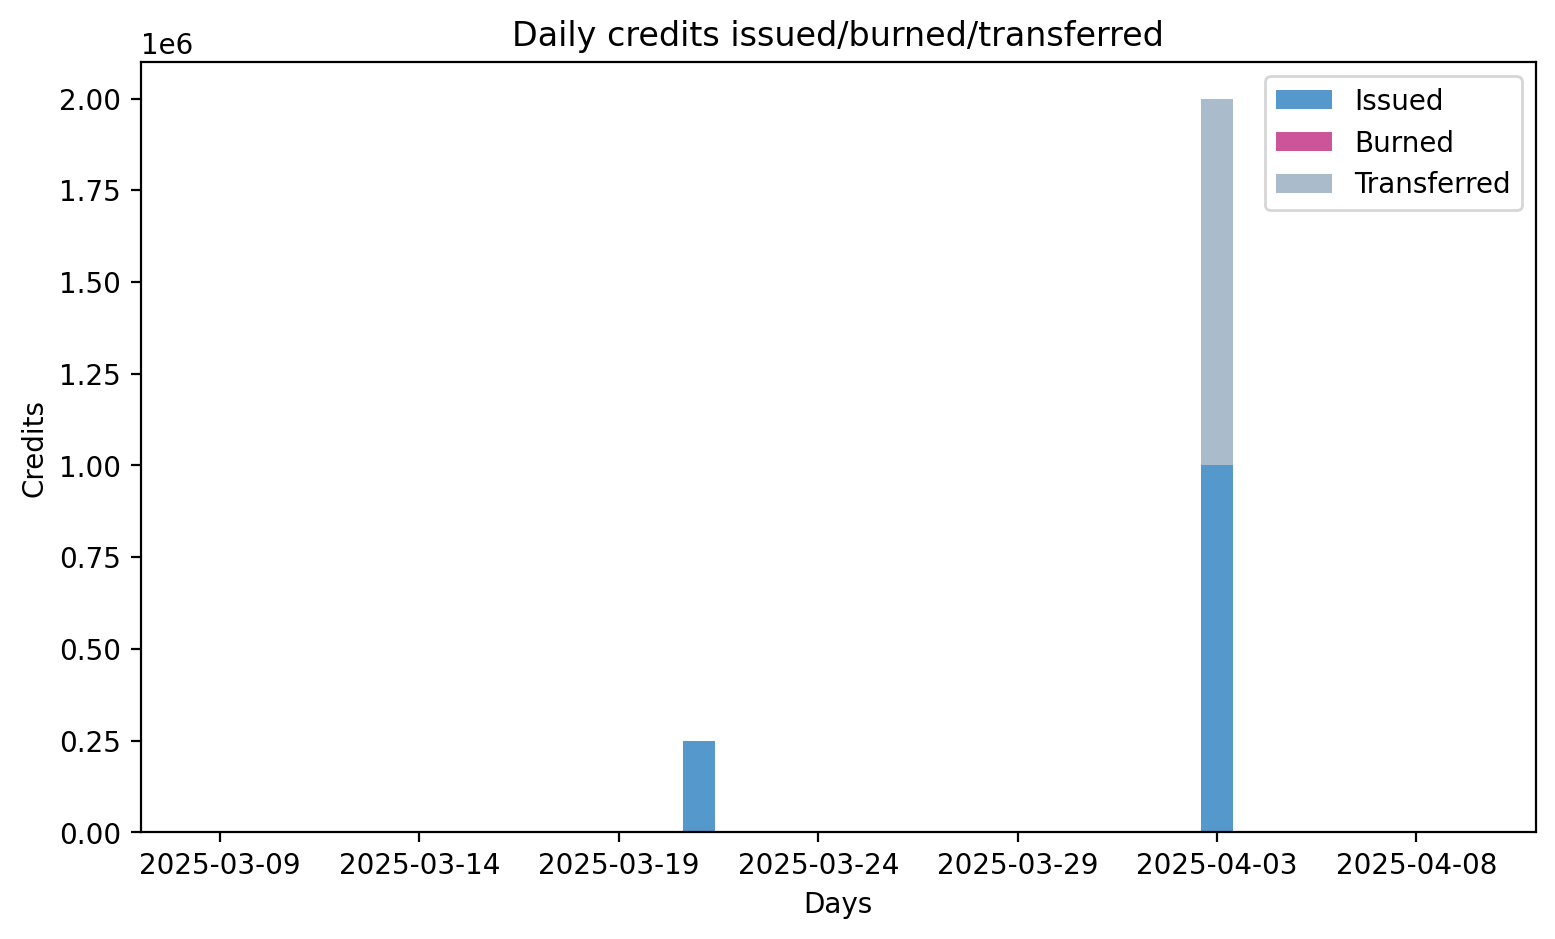 Daily credits issued/burned/transferred
1e6
2.00
1.75
1.50
1.25
1.00
0.75
0.50
0.25
0.00
Credits
Issued
Burned
Transferred
2025-03-09 2025-03-14 2025-03-19 2025-03-24 2025-03-29 2025-04-03 2025-04-08
Days